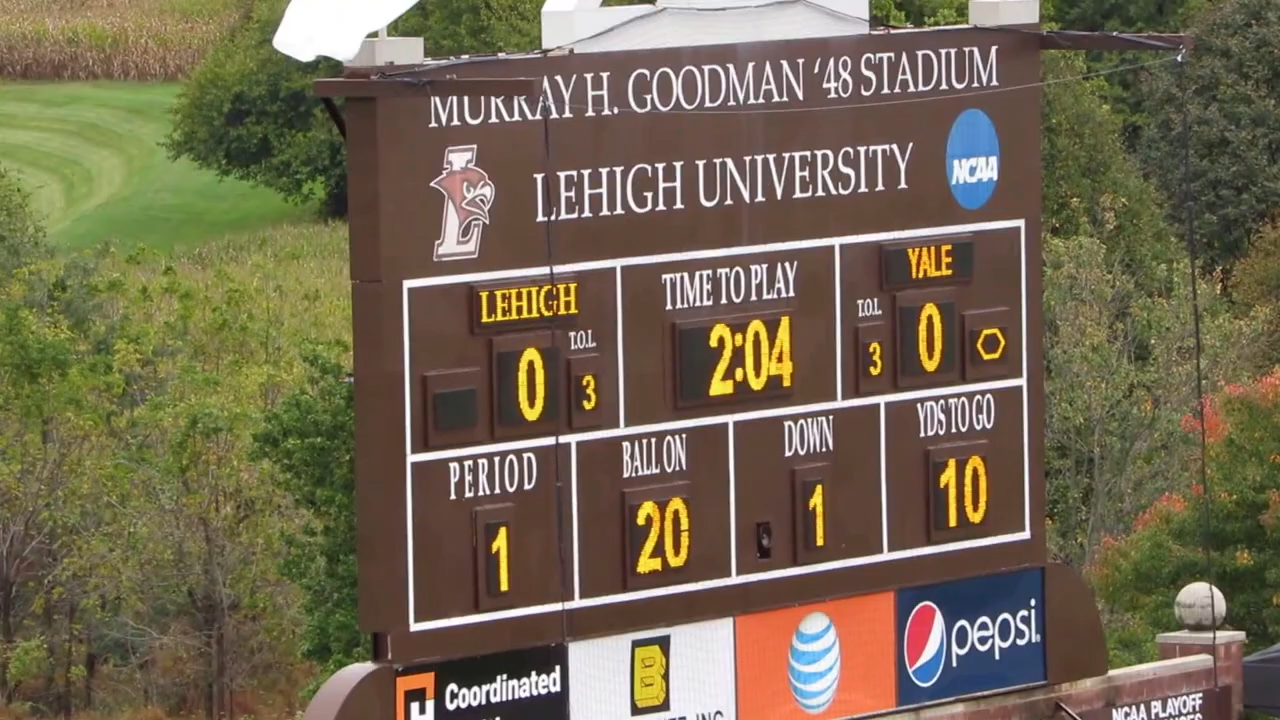 MURRAY H. GOODMAN '48 STADIUM
LEHIGH UNIVERSITY
NCAA
LEHIGH
TIME TO PLAY
YALE
0
T.O.L.
3
2:04
T.O.L.
3
0
PERIOD
BALL ON
DOWN
YDS TO GO
1
20
1
10
Coordinated
B
pepsi
NCAA PLAYOFF